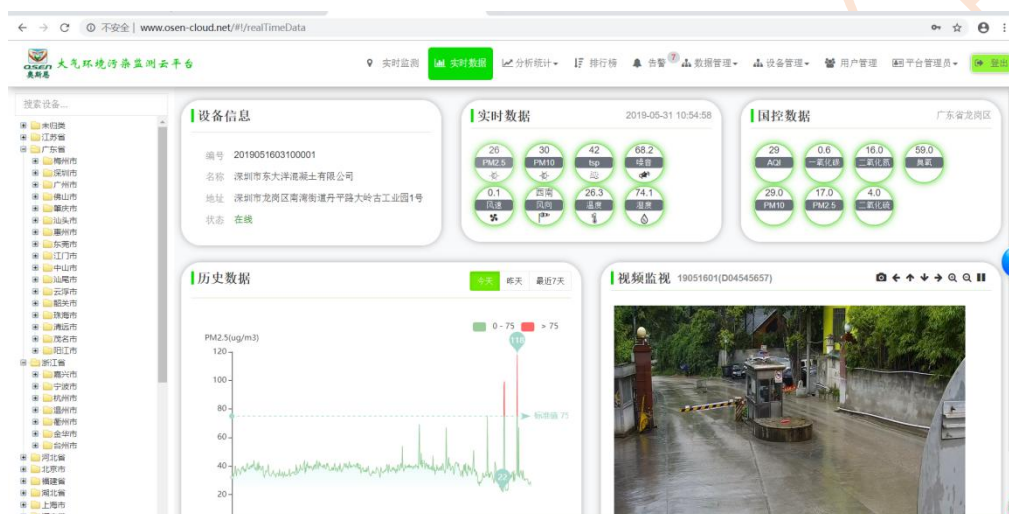 不安全 | www.osen-cloud.net/#!/realTimeData
OSEN
奥斯恩
大气环境污染监测云平台
实时监测
实时数据
分析统计
排行榜
告警
7
数据管理
设备管理
用户管理
平台管理员
登出
搜索设备...
未归类
江苏省
广东省
梅州市
深圳市
广州市
佛山市
肇庆市
汕头市
惠州市
东莞市
江门市
中山市
汕尾市
云浮市
韶关市
珠海市
清远市
茂名市
阳江市
浙江省
嘉兴市
宁波市
杭州市
温州市
衢州市
金华市
台州市
河北省
北京市
福建省
湖北省
上海市
设备信息
编号 2019051603100001
名称 深圳市东大洋混凝土有限公司
地址 深圳市龙岗区南湾街道丹平路大岭古工业园1号
状态 在线
实时数据 2019-05-31 10:54:58
26 30 42 68.2
PM2.5 PM10 tsp 噪音
0.1 西南 26.3 74.1
风速 风向 温度 湿度
国控数据 广东省龙岗区
29 0.6 16.0 59.0
AQI 一氧化碳 二氧化氮 臭氧
29.0 17.0 4.0
PM10 PM2.5 二氧化硫
历史数据 今天 昨天 最近7天
0 - 75 > 75
PM2.5(ug/m3)
120
118
100
80
标准值 75
60
40
22
20
视频监视 19051601(D04545657)